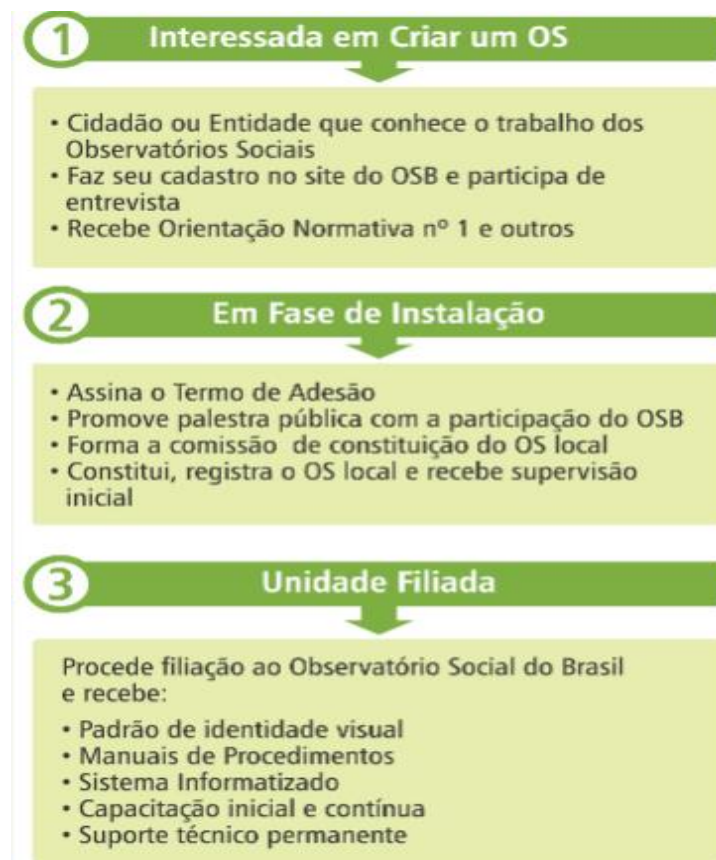 1 Interessada em Criar um OS
• Cidadão ou Entidade que conhece o trabalho dos
Observatórios Sociais
• Faz seu cadastro no site do OSB e participa de
entrevista
• Recebe Orientação Normativa nº 1 e outros
2 Em Fase de Instalação
• Assina o Termo de Adesão
• Promove palestra pública com a participação do OSB
• Forma a comissão de constituição do OS local
• Constitui, registra o OS local e recebe supervisão
inicial
3 Unidade Filiada
Procede filiação ao Observatório Social do Brasil
e recebe:
• Padrão de identidade visual
• Manuais de Procedimentos
• Sistema Informatizado
• Capacitação inicial e contínua
• Suporte técnico permanente